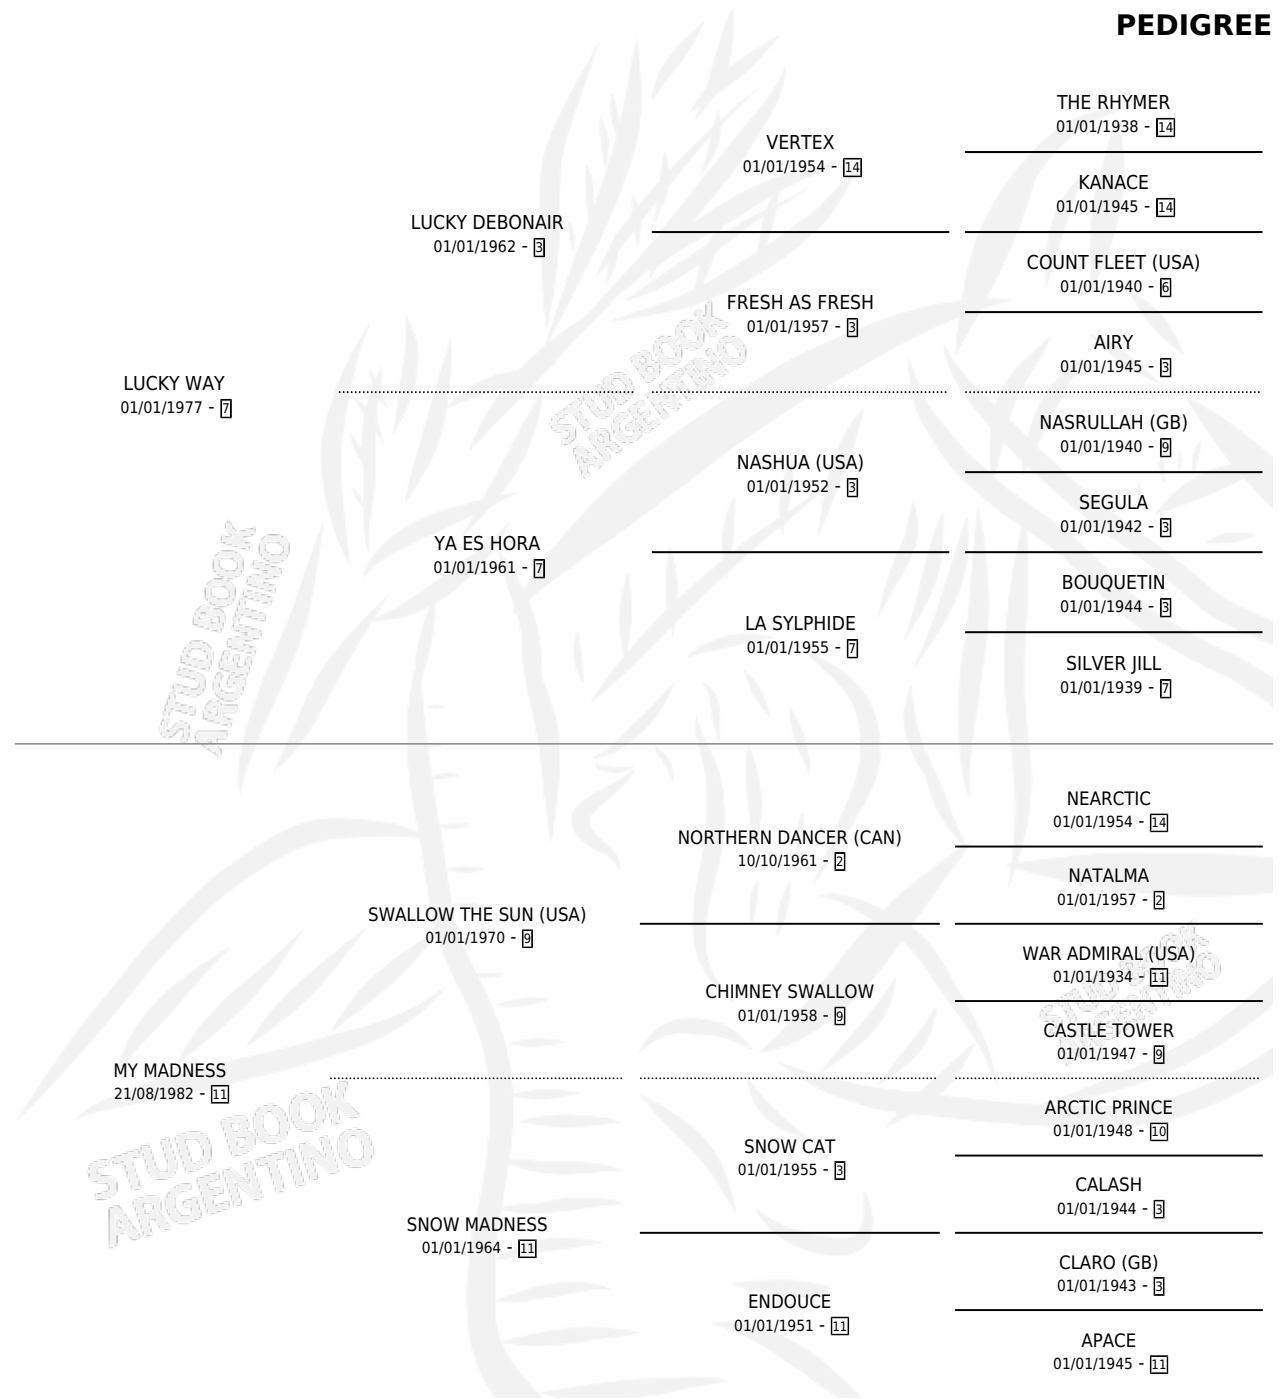 PEDIGREE
THE RHYMER
01/01/1938 - 14
VERTEX
01/01/1954 - 14
KANACE
01/01/1945 - 14
LUCKY DEBONAIR
01/01/1962 - 3
COUNT FLEET (USA)
01/01/1940 - 6
FRESH AS FRESH
01/01/1957 - 3
AIRY
01/01/1945 - 3
LUCKY WAY
01/01/1977 - 7
STUD BOOK
ARGENTINO
NASRULLAH (GB)
01/01/1940 - 9
NASHUA (USA)
01/01/1952 - 3
SEGULA
01/01/1942 - 3
YA ES HORA
01/01/1961 - 7
BOUQUETIN
01/01/1944 - 3
LA SYLPHIDE
01/01/1955 - 7
SILVER JILL
01/01/1939 - 7
STUD BOOK
ARGENTINO
NEARCTIC
01/01/1954 - 14
NORTHERN DANCER (CAN)
10/10/1961 - 2
NATALMA
01/01/1957 - 2
SWALLOW THE SUN (USA)
01/01/1970 - 9
WAR ADMIRAL (USA)
01/01/1934 - 11
CHIMNEY SWALLOW
01/01/1958 - 9
STUD BOOK
ARGENTINO
CASTLE TOWER
01/01/1947 - 9
MY MADNESS
21/08/1982 - 11
ARCTIC PRINCE
01/01/1948 - 10
SNOW CAT
01/01/1955 - 3
CALASH
01/01/1944 - 3
STUD BOOK
ARGENTINO
SNOW MADNESS
01/01/1964 - 11
CLARO (GB)
01/01/1943 - 3
ENDOUCE
01/01/1951 - 11
APACE
01/01/1945 - 11